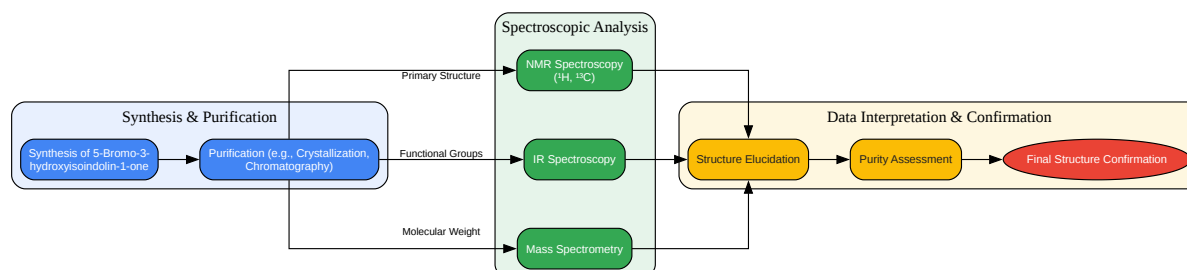 Spectroscopic Analysis
NMR Spectroscopy
(¹H, ¹³C)
Primary Structure
Synthesis & Purification
Data Interpretation & Confirmation
Synthesis of 5-Bromo-3-
hydroxyisoindolin-1-one
Purification (e.g., Crystallization,
Chromatography)
Functional Groups
IR Spectroscopy
Structure Elucidation
Purity Assessment
Final Structure Confirmation
Molecular Weight
Mass Spectrometry